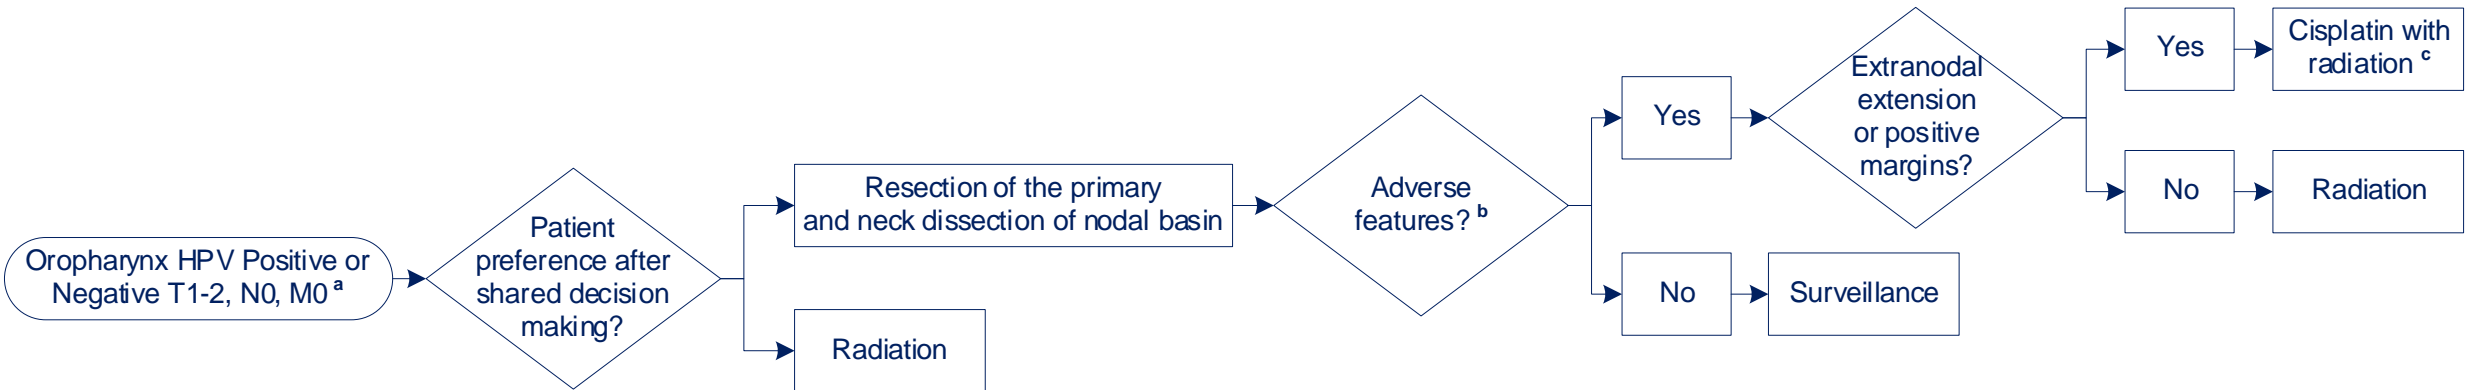 Oropharynx HPV Positive or
Negative T1-2, N0, M0 a
Patient
preference after
shared decision
making?
Resection of the primary
and neck dissection of nodal basin
Radiation
Adverse
features? b
Yes
No
Surveillance
Extranodal
extension
or positive
margins?
Yes
Cisplatin with
radiation c
No
Radiation